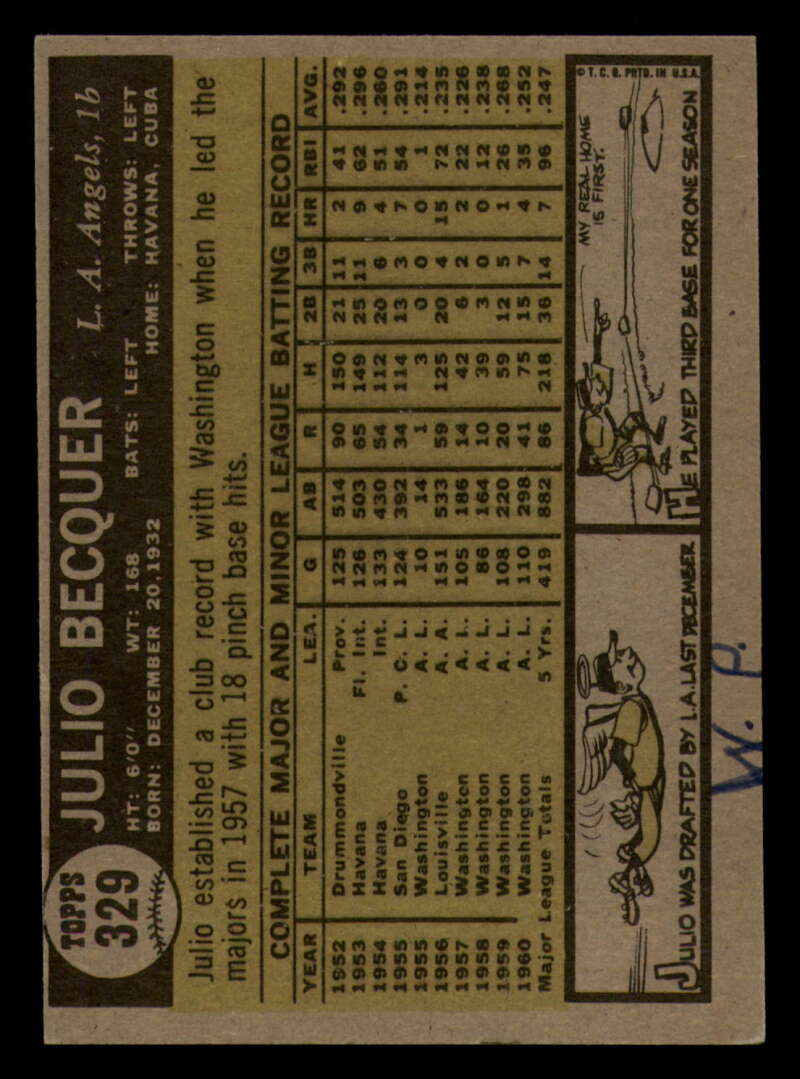 TOPPS
329
JULIO BECQUER L. A. Angels, 1b
HT: 6'0" WT: 168 BATS: LEFT THROWS: LEFT
BORN: DECEMBER 20, 1932 HOME: HAVANA, CUBA
Julio established a club record with Washington when he led the
majors in 1957 with 18 pinch base hits.
COMPLETE MAJOR AND MINOR LEAGUE BATTING RECORD
YEAR TEAM LEA. G AB R H 2B 3B HR RBI AVG.
1952 Drummondville Prov. 125 514 90 150 21 11 2 41 .292
1953 Havana Fl. Int. 126 503 65 149 25 11 9 62 .296
1954 Havana Int. 133 430 54 112 20 6 4 51 .260
1955 San Diego P. C. L. 124 392 34 114 13 3 7 54 .291
1955 Washington A. L. 10 14 1 3 0 0 0 1 .214
1956 Louisville A. A. 151 533 59 125 20 4 15 72 .235
1957 Washington A. L. 105 186 14 42 6 2 2 22 .226
1958 Washington A. L. 86 164 10 39 3 0 0 12 .238
1959 Washington A. L. 108 220 20 59 12 5 1 26 .268
1960 Washington A. L. 110 298 41 75 15 7 4 35 .252
Major League Totals 5 Yrs. 419 882 86 218 36 14 7 96 .247
© T. C. G. PRTD. IN U.S.A.
JULIO WAS DRAFTED BY L.A. LAST DECEMBER
MY REAL HOME
IS FIRST.
HE PLAYED THIRD BASE FOR ONE SEASON
W. P.